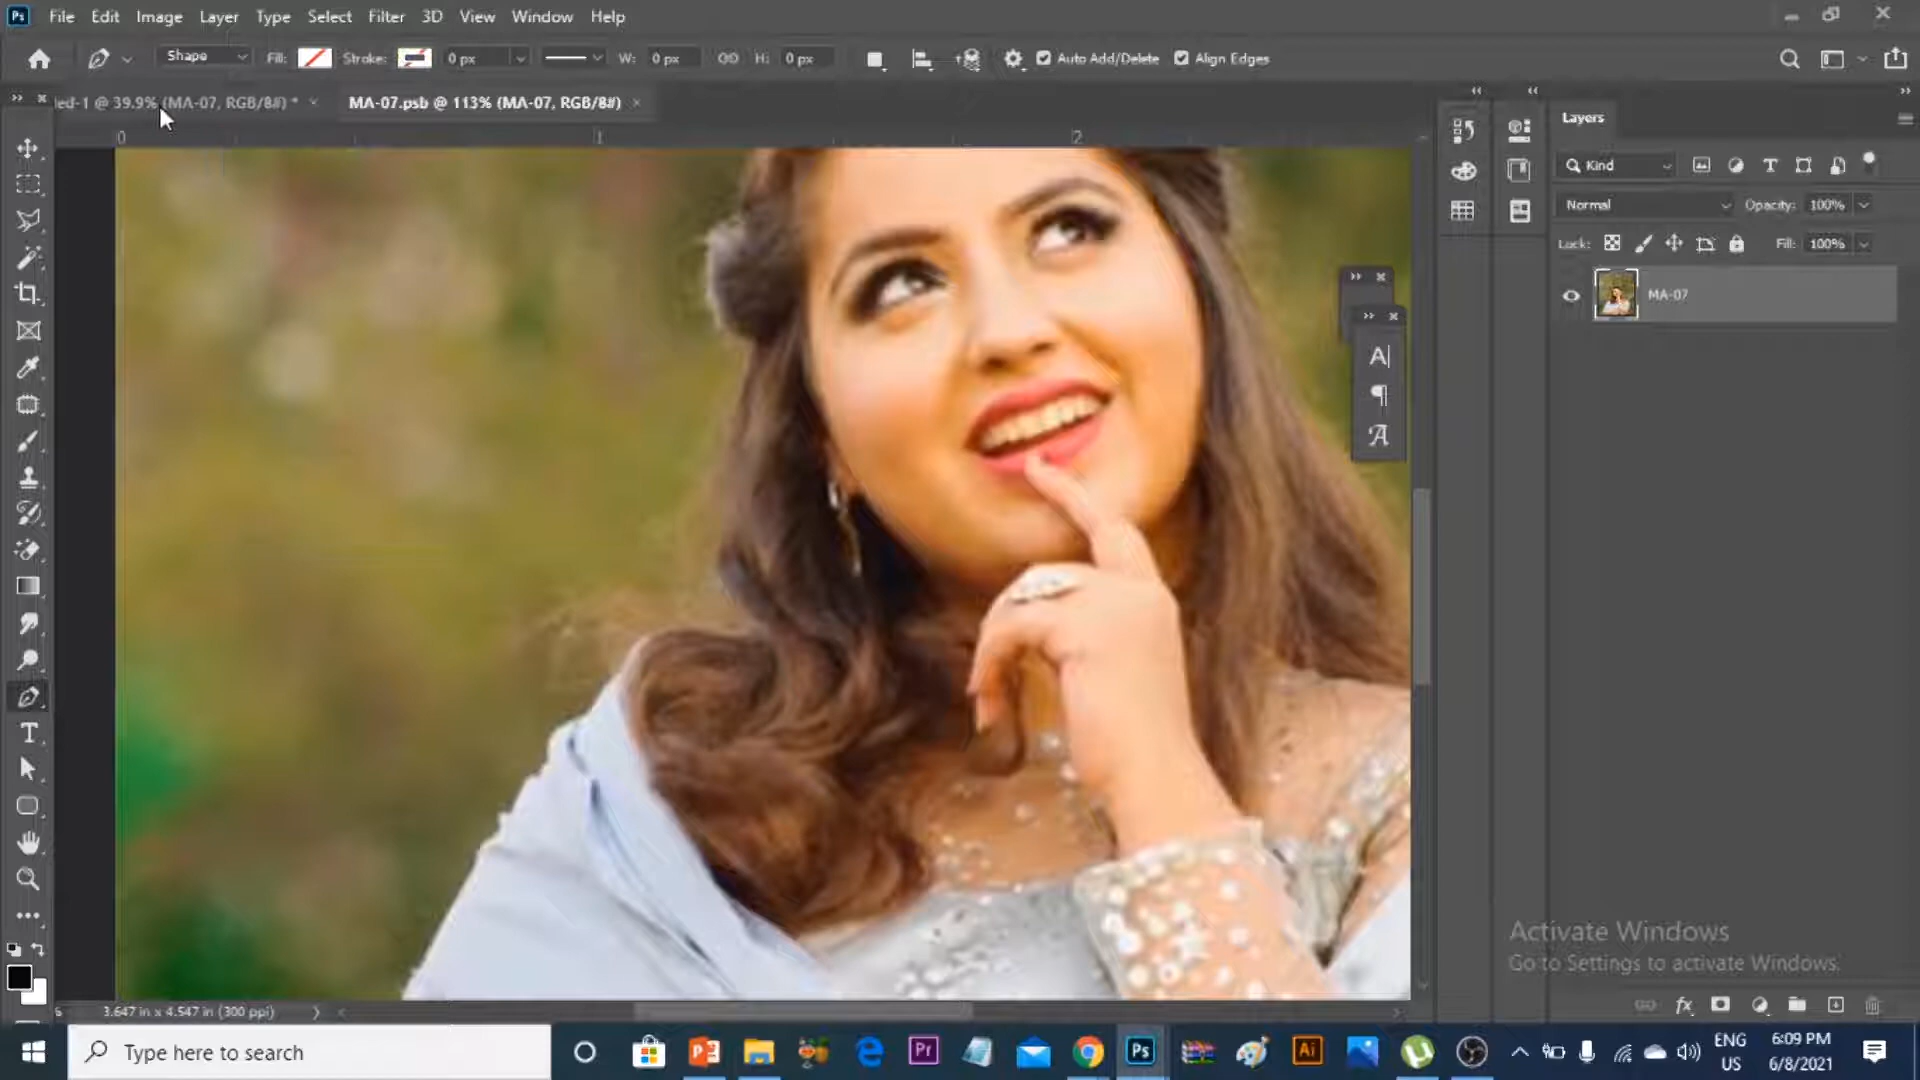 Ps File Edit Image Layer Type Select Filter 3D View Window Help
Shape Fill: Stroke: 0 px W: 0 px H: 0 px Auto Add/Delete Align Edges
led-1 @ 39.9% (MA-07, RGB/8#) * × MA-07.psb @ 113% (MA-07, RGB/8#) ×
0 1 2
Layers
Kind
Normal Opacity: 100%
Lock: Fill: 100%
MA-07
Activate Windows
Go to Settings to activate Windows.
3.647 in x 4.547 in (300 ppi)
Type here to search
Pr Ps Ai
ENG
US
6:09 PM
6/8/2021